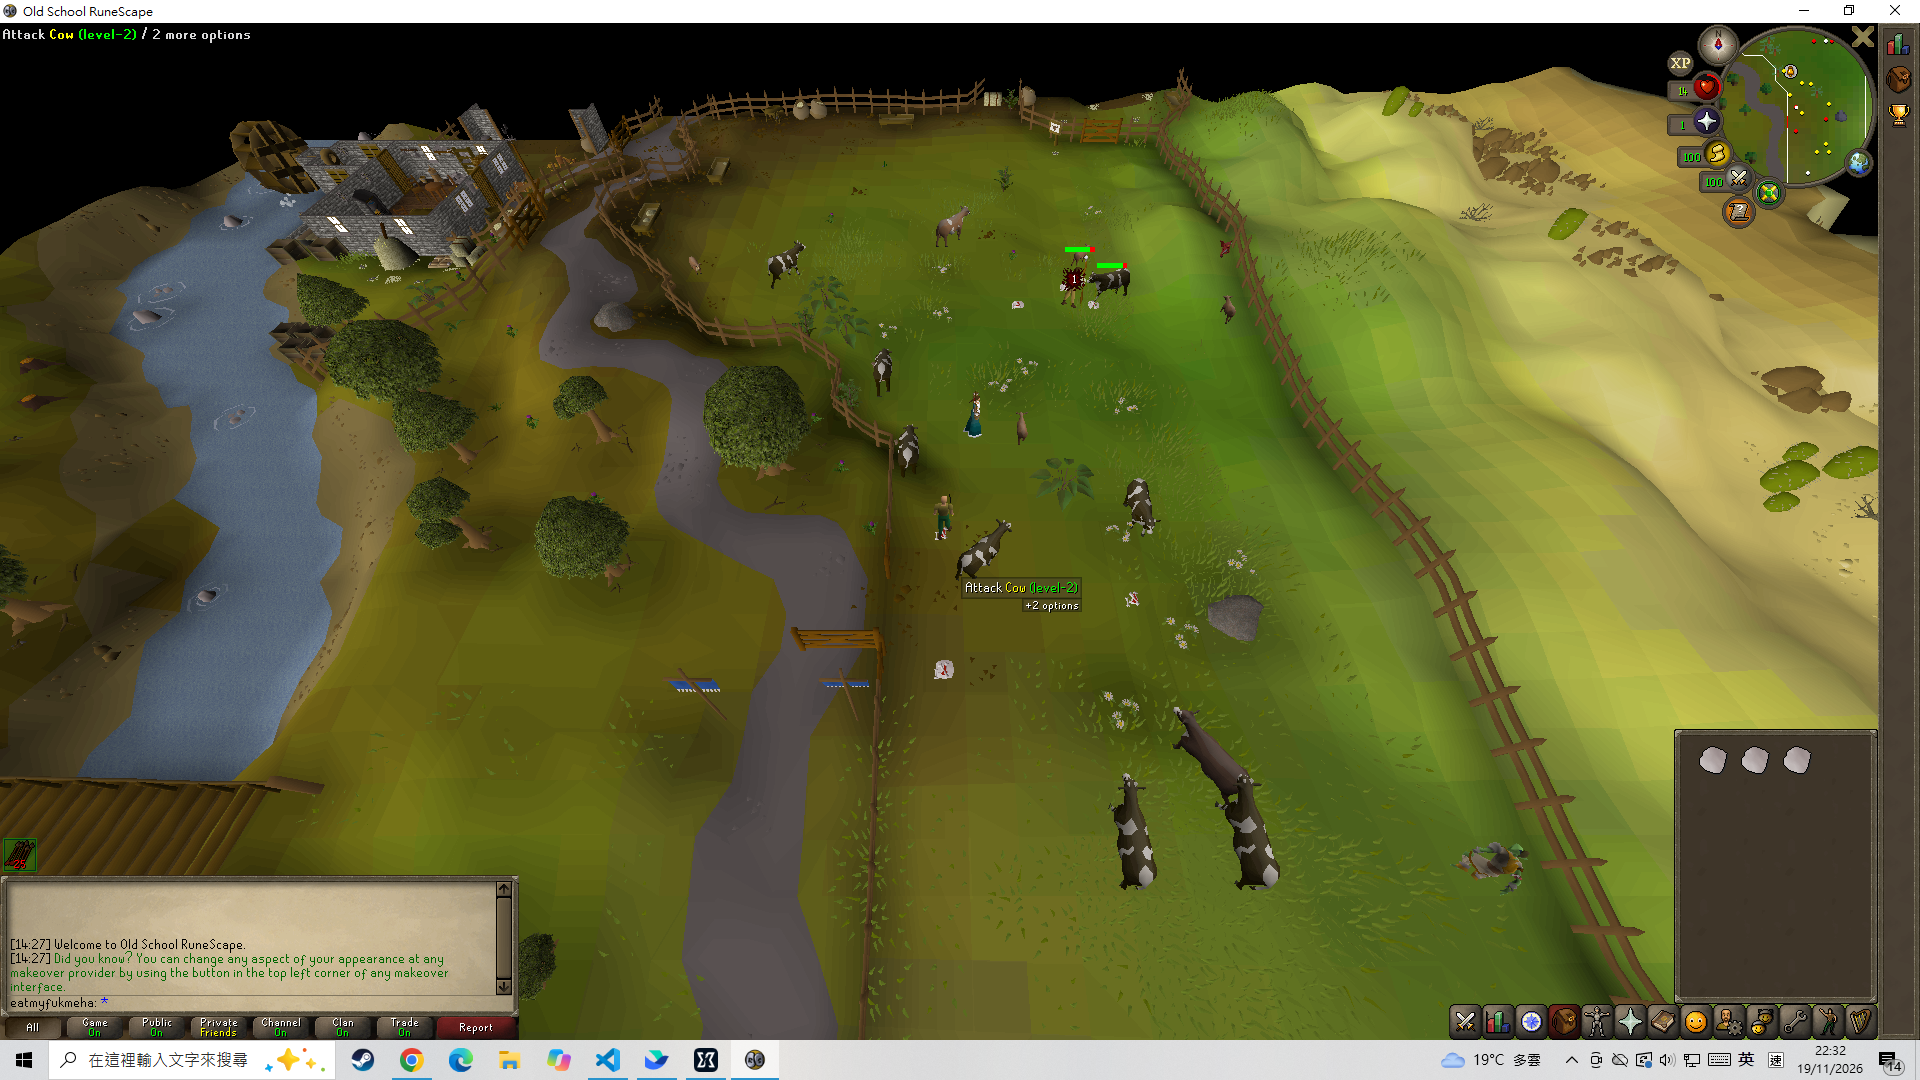 Old School RuneScape
Attack Cow (level-2) / 2 more options
N
XP
14
1
100
100
1
Attack Cow (level-2)
+2 options
25
[14:27] Welcome to Old School RuneScape.
[14:27] Did you know? You can change any aspect of your appearance at any
makeover provider by using the button in the top left corner of any makeover
interface.
eatmyfukmeha: *
All
Game
On
Public
On
Private
Friends
Channel
On
Clan
On
Trade
On
Report
在這裡輸入文字來搜尋
19°C 多雲
英
速
22:32
19/11/2026
14